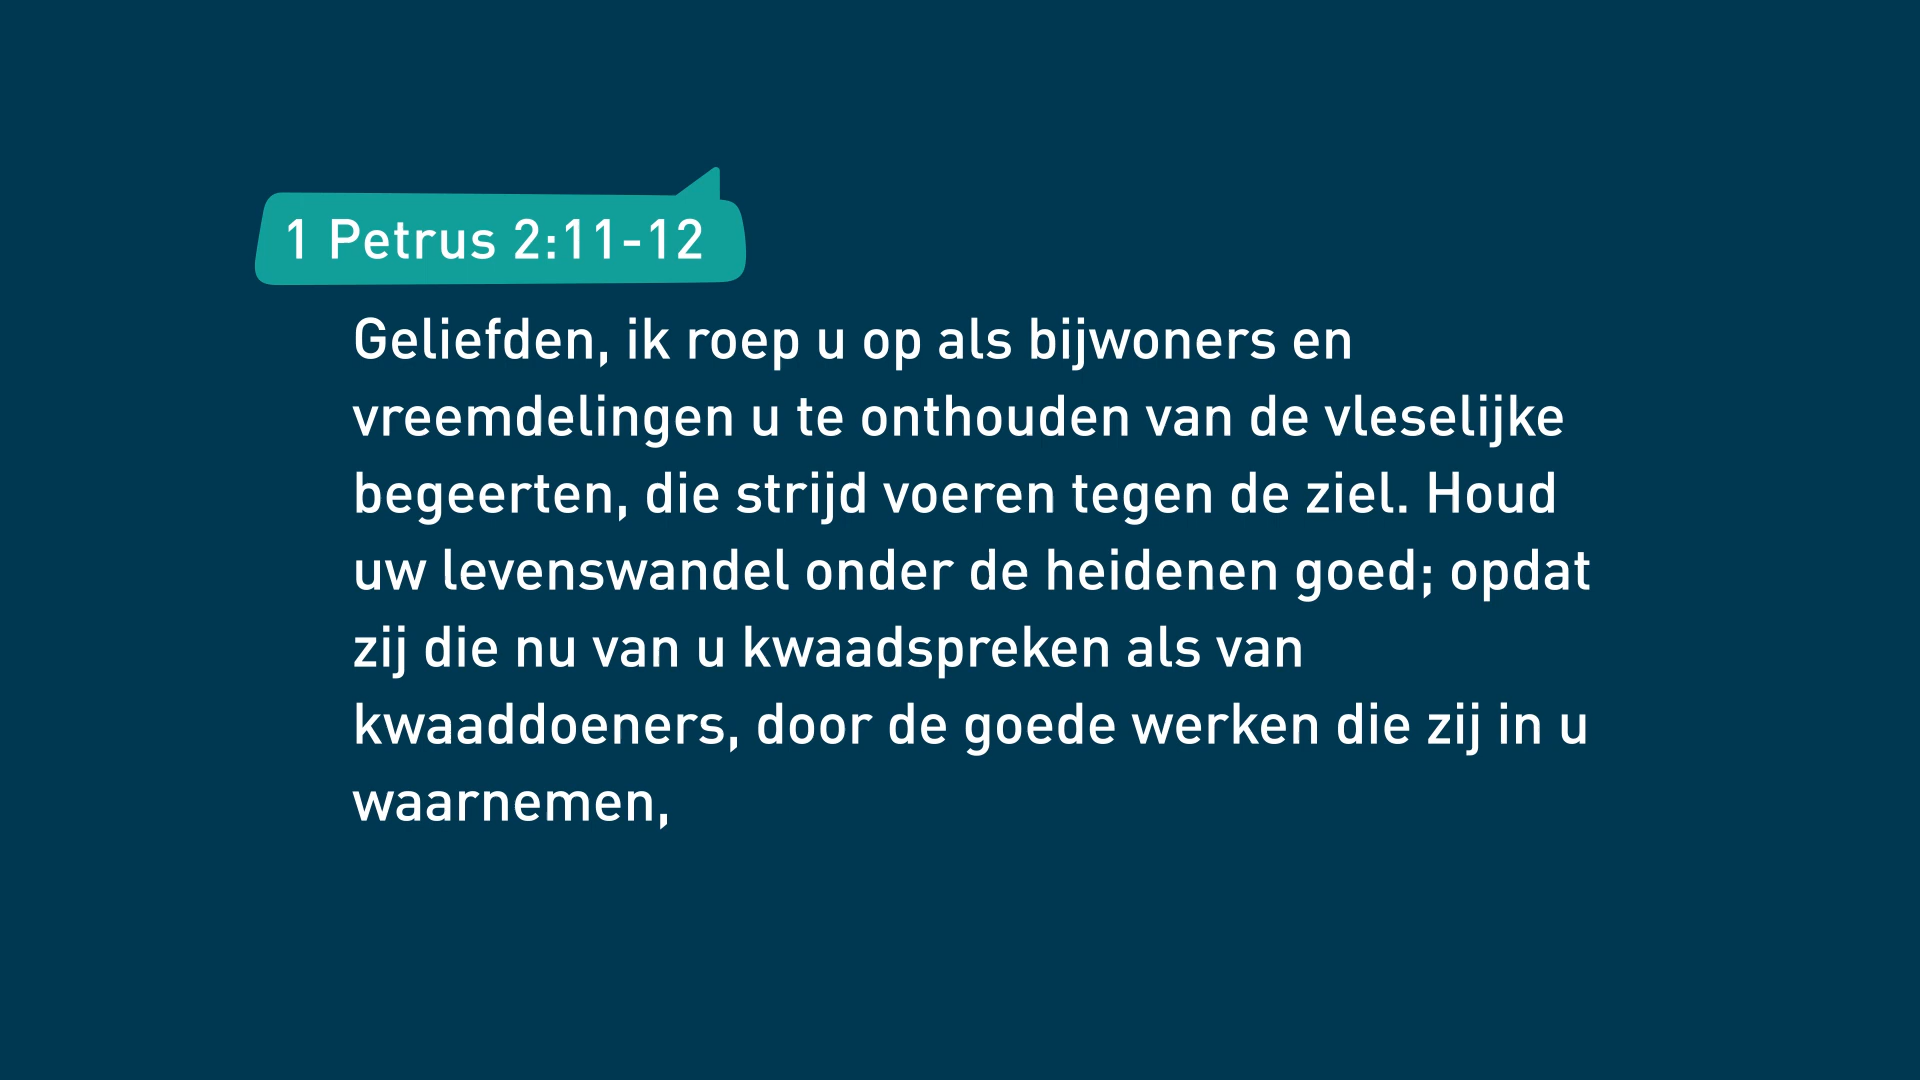 1 Petrus 2:11-12
Geliefden, ik roep u op als bijwoners en
vreemdelingen u te onthouden van de vleselijke
begeerten, die strijd voeren tegen de ziel. Houd
uw levenswandel onder de heidenen goed; opdat
zij die nu van u kwaadspreken als van
kwaaddoeners, door de goede werken die zij in u
waarnemen,